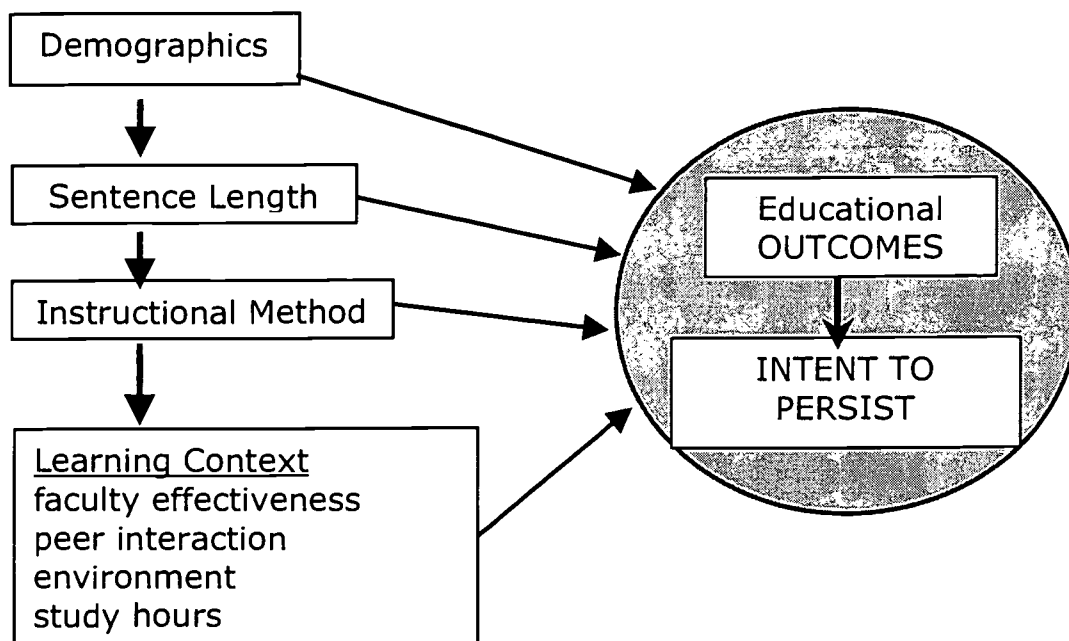 Demographics
Sentence Length
Instructional Method
Learning Context
faculty effectiveness
peer interaction
environment
study hours
Educational
OUTCOMES
INTENT TO
PERSIST